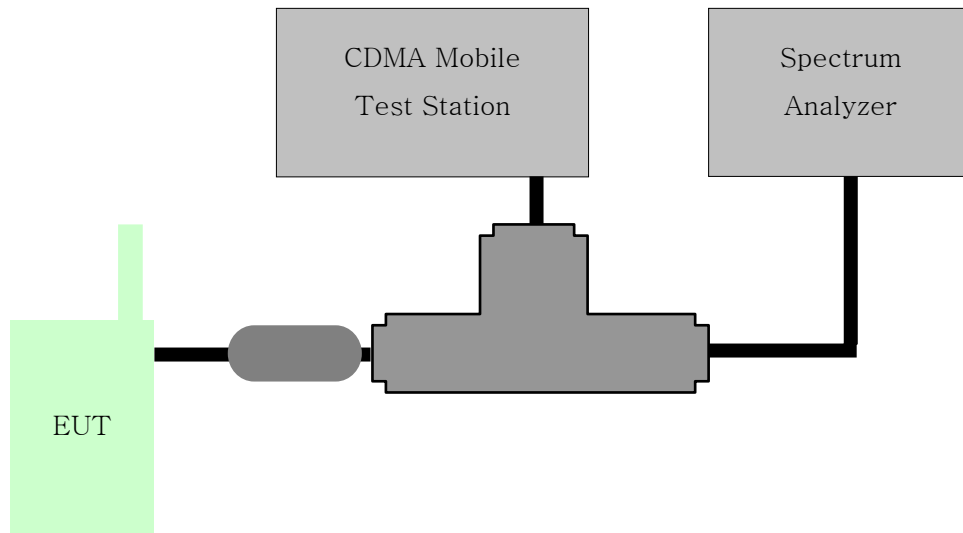 CDMA Mobile
Test Station
Spectrum
Analyzer
EUT